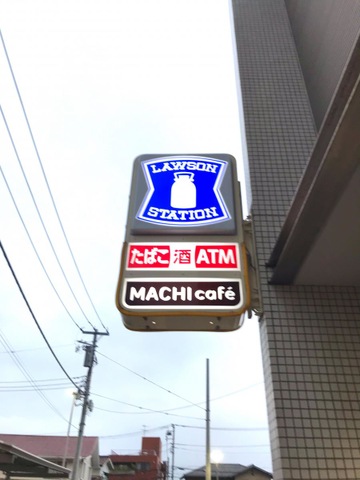 LAWSON
STATION
たばこ 酒 ATM
MACHI café